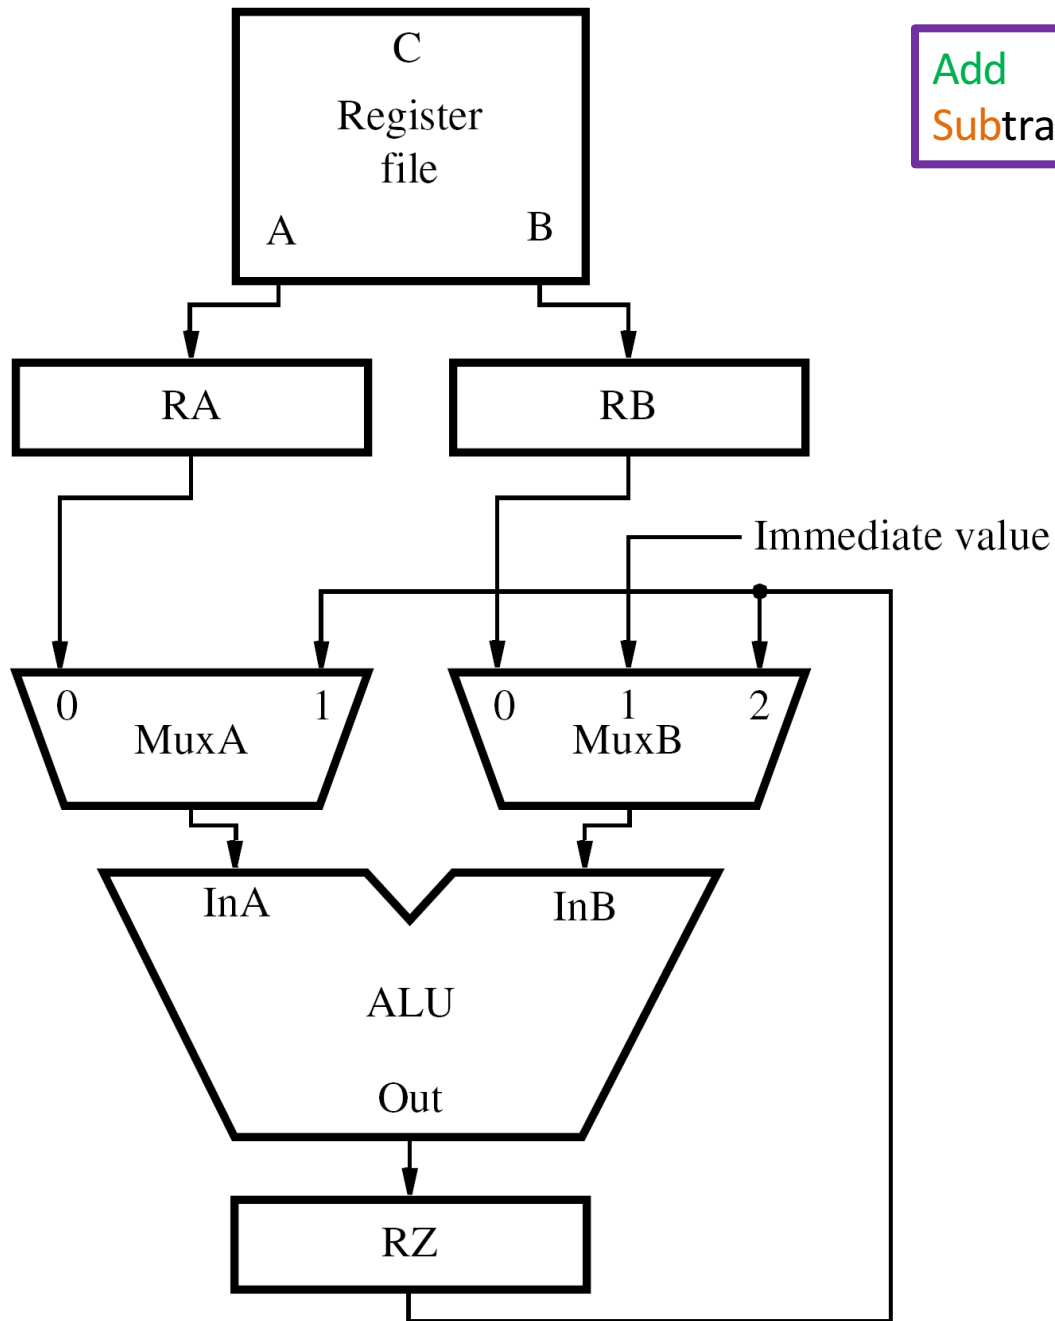 C
Register
file
A B
Add
Subtra
RA
RB
Immediate value
0 1
MuxA
0 1 2
MuxB
InA
InB
ALU
Out
RZ